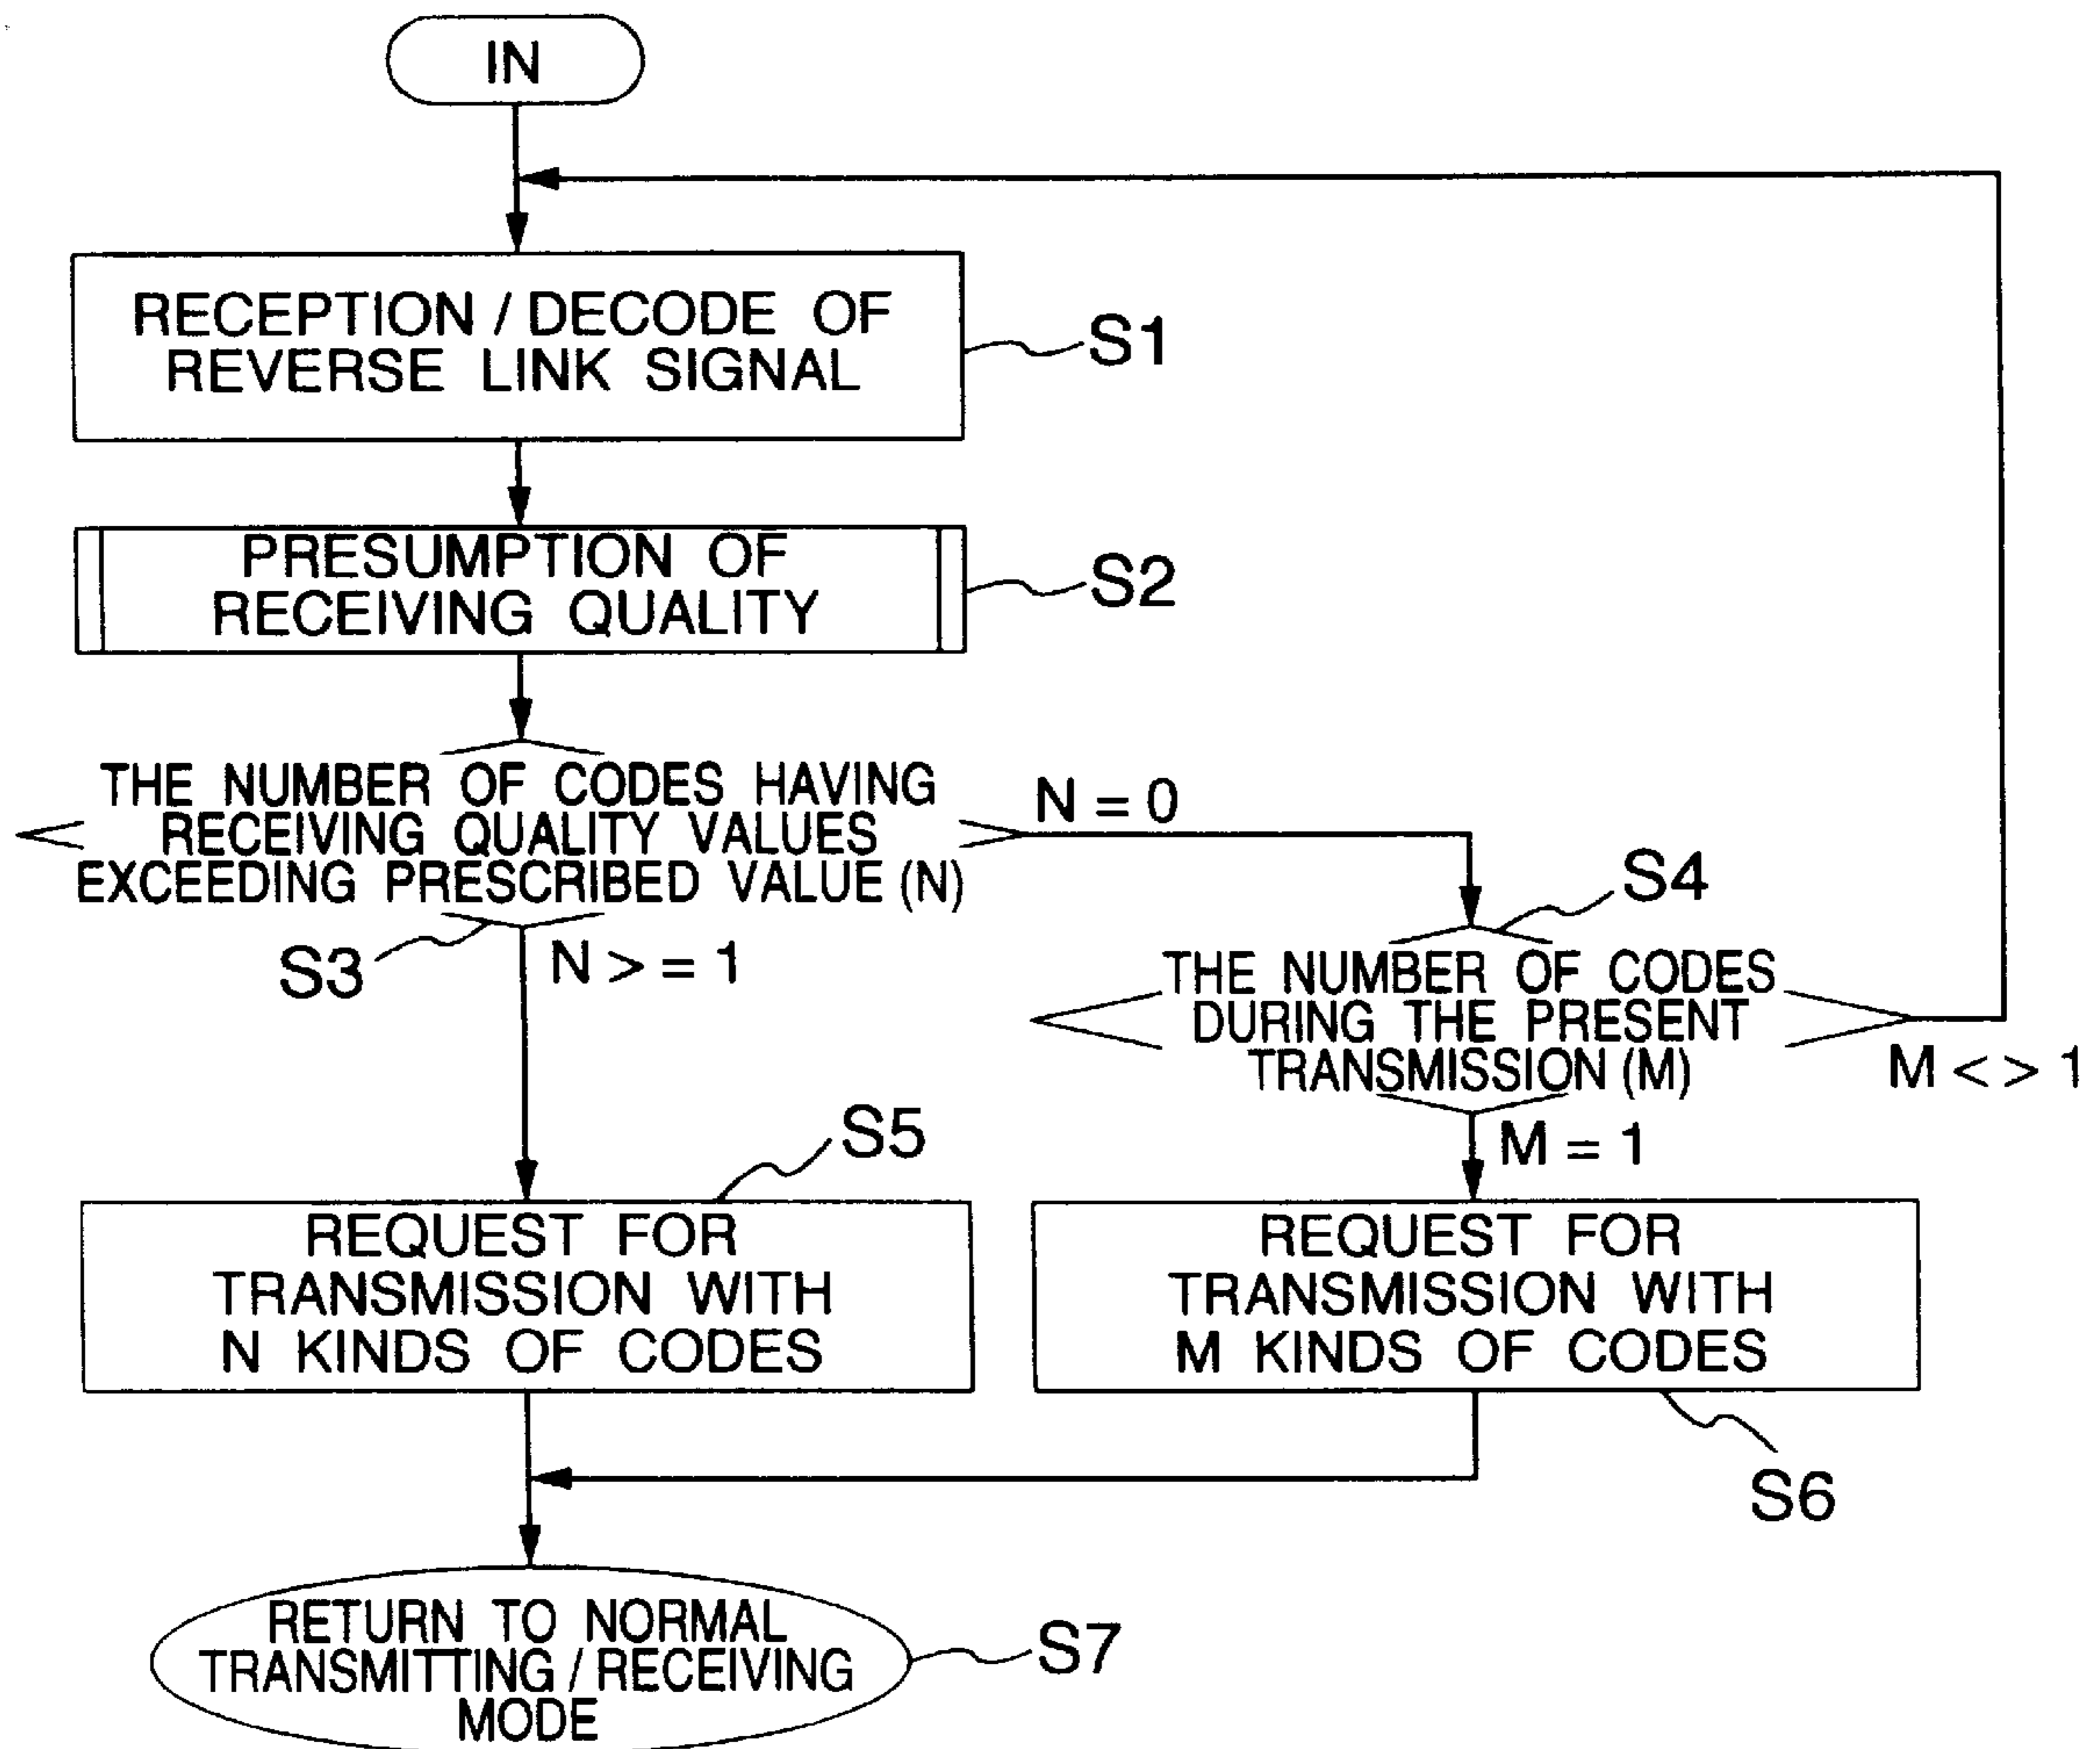 IN
RECEPTION / DECODE OF
REVERSE LINK SIGNAL
S1
PRESUMPTION OF
RECEIVING QUALITY
S2
THE NUMBER OF CODES HAVING
RECEIVING QUALITY VALUES
EXCEEDING PRESCRIBED VALUE (N)
N = 0
S3
N > = 1
S4
THE NUMBER OF CODES
DURING THE PRESENT
TRANSMISSION (M)
M < > 1
M = 1
S5
REQUEST FOR
TRANSMISSION WITH
N KINDS OF CODES
REQUEST FOR
TRANSMISSION WITH
M KINDS OF CODES
S6
RETURN TO NORMAL
TRANSMITTING / RECEIVING
MODE
S7